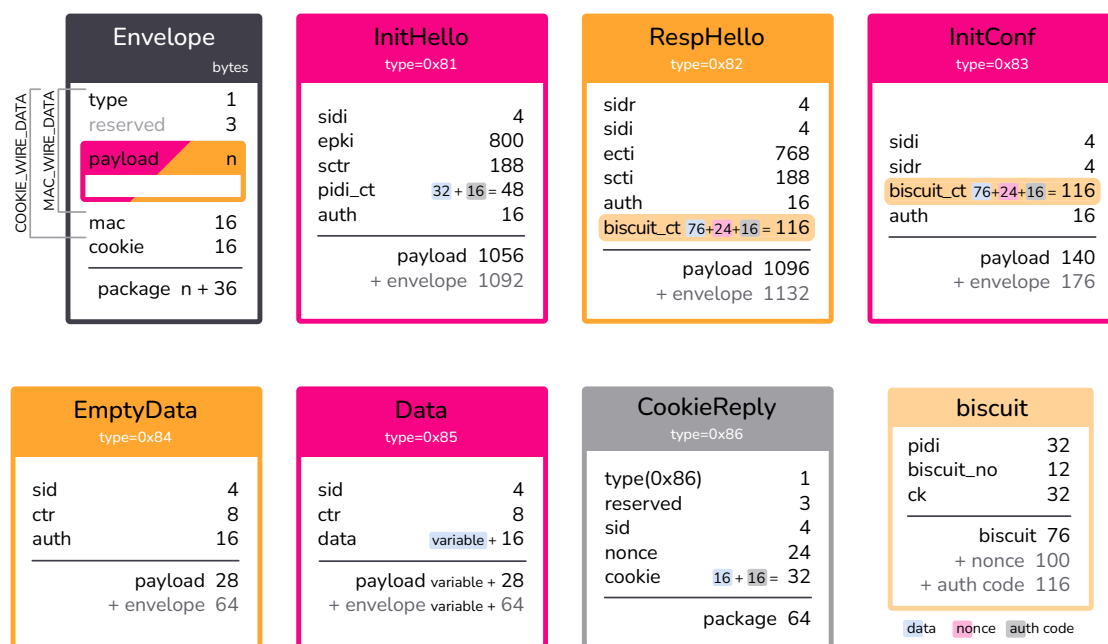 Envelope
bytes
type 1
reserved 3
payload n
mac 16
cookie 16
package n + 36
COOKIE_WIRE_DATA
MAC_WIRE_DATA
InitHello
type=0x81
sidi 4
epki 800
sctr 188
pidi_ct 32 + 16 = 48
auth 16
payload 1056
+ envelope 1092
RespHello
type=0x82
sidr 4
sidi 4
ecti 768
scti 188
auth 16
biscuit_ct 76+24+16 = 116
payload 1096
+ envelope 1132
InitConf
type=0x83
sidi 4
sidr 4
biscuit_ct 76+24+16 = 116
auth 16
payload 140
+ envelope 176
EmptyData
type=0x84
sid 4
ctr 8
auth 16
payload 28
+ envelope 64
Data
type=0x85
sid 4
ctr 8
data variable + 16
payload variable + 28
+ envelope variable + 64
CookieReply
type=0x86
type(0x86) 1
reserved 3
sid 4
nonce 24
cookie 16 + 16 = 32
package 64
biscuit
pidi 32
biscuit_no 12
ck 32
biscuit 76
+ nonce 100
+ auth code 116
data nonce auth code